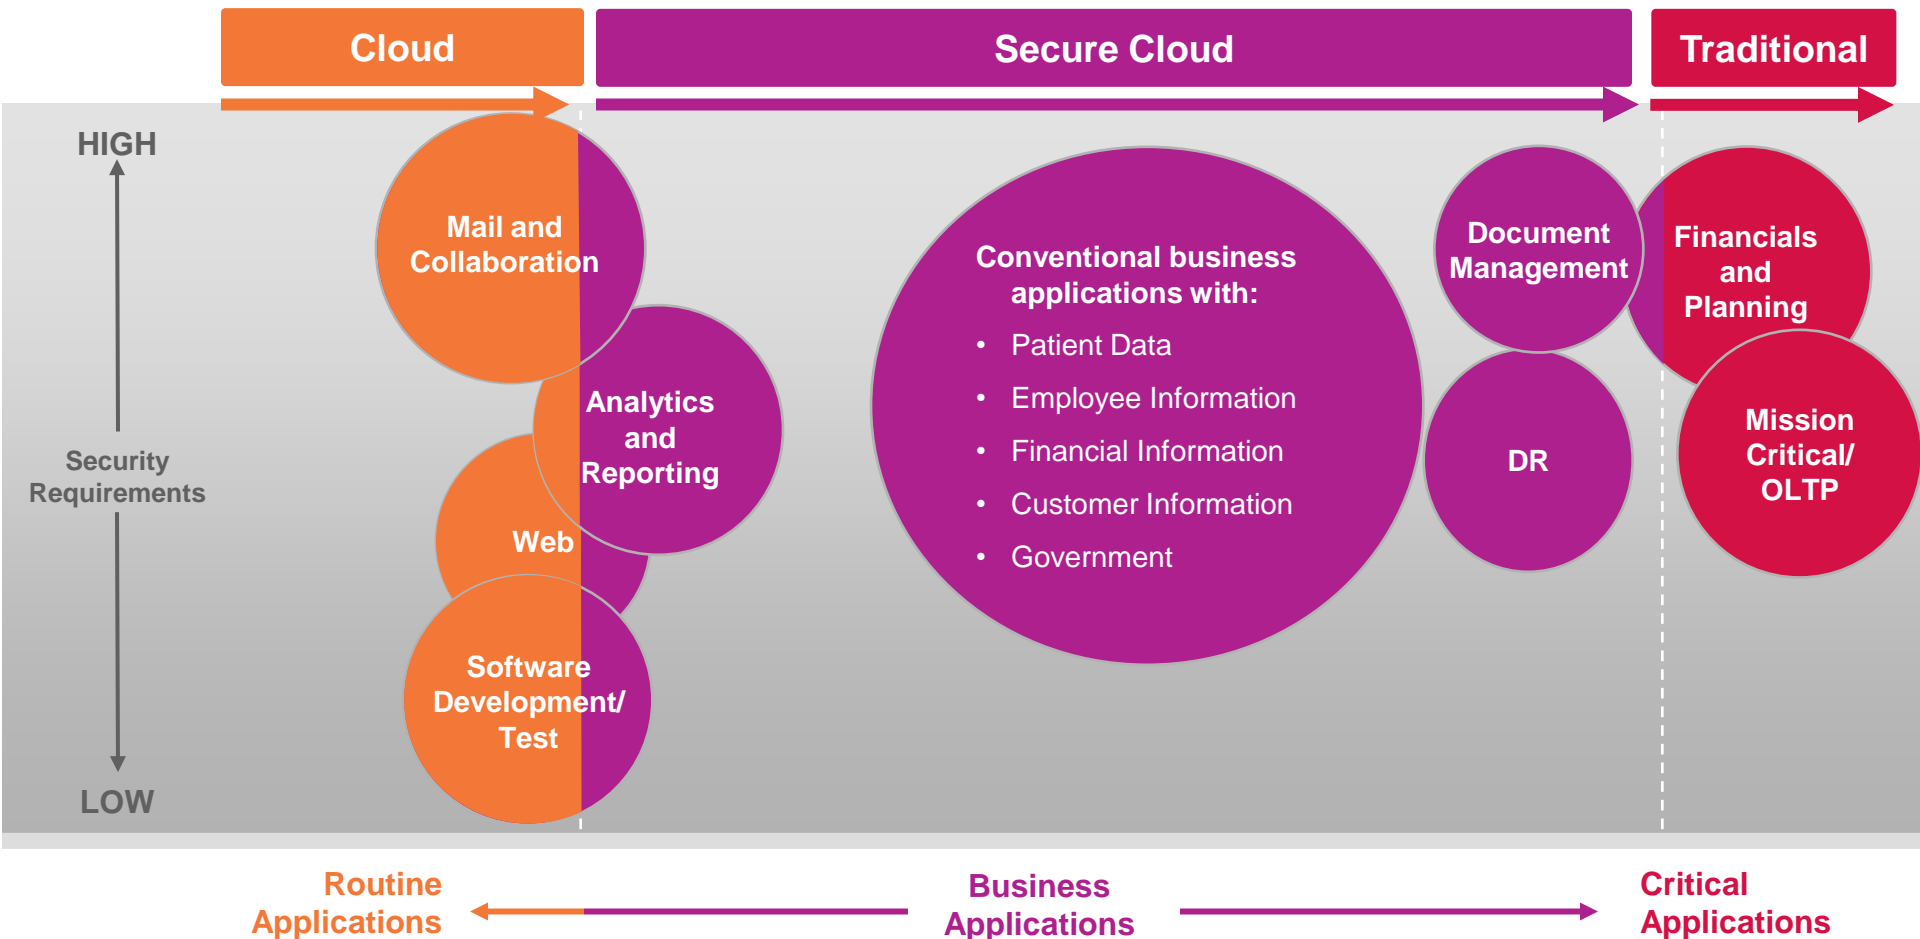 Cloud
Secure Cloud
Traditional
HIGH
Security
Requirements
LOW
Mail and
Collaboration
Analytics
and
Reporting
Web
Software
Development/
Test
Conventional business
applications with:
• Patient Data
• Employee Information
• Financial Information
• Customer Information
• Government
Document
Management
DR
Financials
and
Planning
Mission
Critical/
OLTP
Routine
Applications
Business
Applications
Critical
Applications